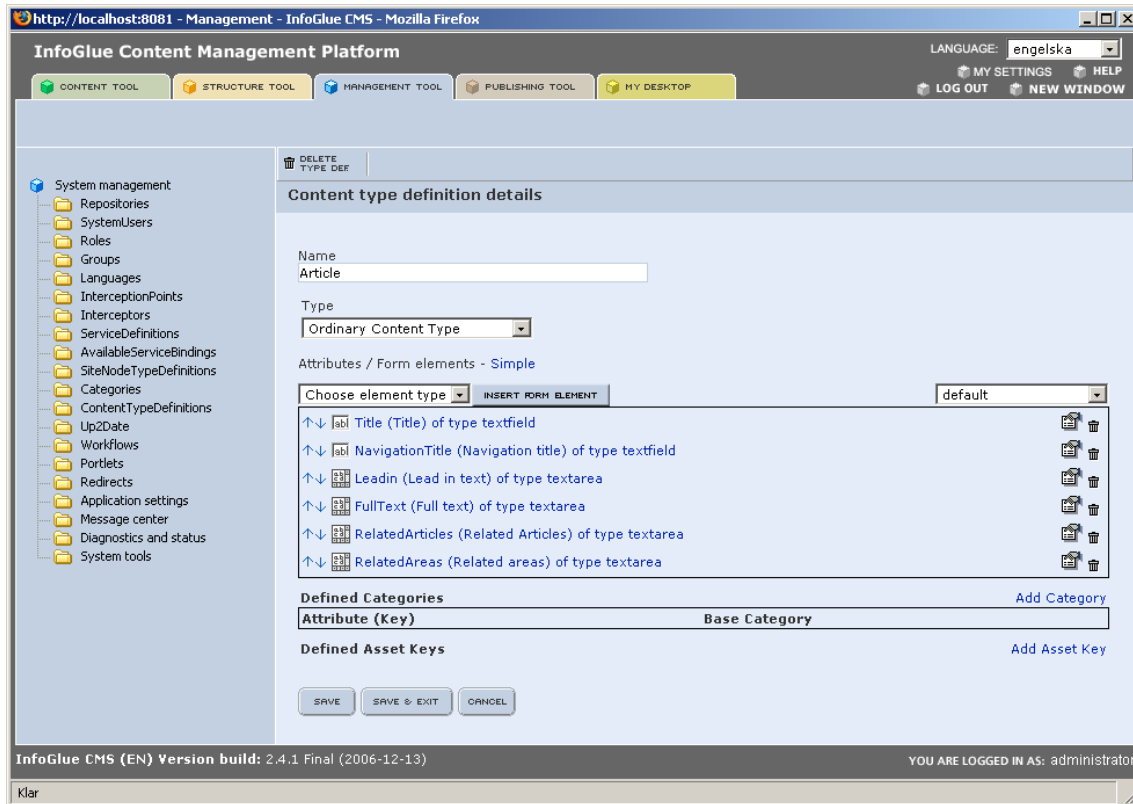 http://localhost:8081 - Management - InfoGlue CMS - Mozilla Firefox
InfoGlue Content Management Platform
LANGUAGE: engelska
MY SETTINGS HELP
LOG OUT NEW WINDOW
CONTENT TOOL STRUCTURE TOOL MANAGEMENT TOOL PUBLISHING TOOL MY DESKTOP
System management
Repositories
SystemUsers
Roles
Groups
Languages
InterceptionPoints
Interceptors
ServiceDefinitions
AvailableServiceBindings
SiteNodeTypeDefinitions
Categories
ContentTypeDefinitions
Up2Date
Workflows
Portlets
Redirects
Application settings
Message center
Diagnostics and status
System tools
DELETE
TYPE DEF
Content type definition details
Name
Article
Type
Ordinary Content Type
Attributes / Form elements - Simple
Choose element type INSERT FORM ELEMENT default
Title (Title) of type textfield
NavigationTitle (Navigation title) of type textfield
Leadin (Lead in text) of type textarea
FullText (Full text) of type textarea
RelatedArticles (Related Articles) of type textarea
RelatedAreas (Related areas) of type textarea
Defined Categories Add Category
Attribute (Key) Base Category
Defined Asset Keys Add Asset Key
SAVE SAVE & EXIT CANCEL
InfoGlue CMS (EN) Version build: 2.4.1 Final (2006-12-13) YOU ARE LOGGED IN AS: administrator
Klar